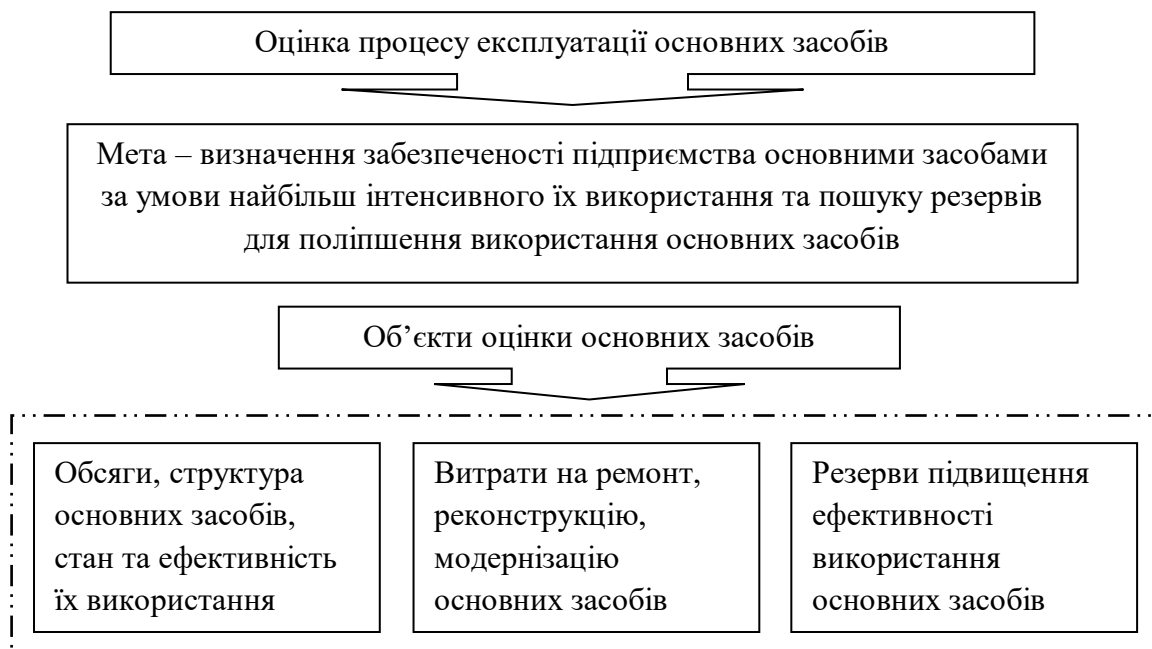 Оцінка процесу експлуатації основних засобів
Мета – визначення забезпеченості підприємства основними засобами
за умови найбільш інтенсивного їх використання та пошуку резервів
для поліпшення використання основних засобів
Об’єкти оцінки основних засобів
Обсяги, структура
основних засобів,
стан та ефективність
їх використання
Витрати на ремонт,
реконструкцію,
модернізацію
основних засобів
Резерви підвищення
ефективності
використання
основних засобів